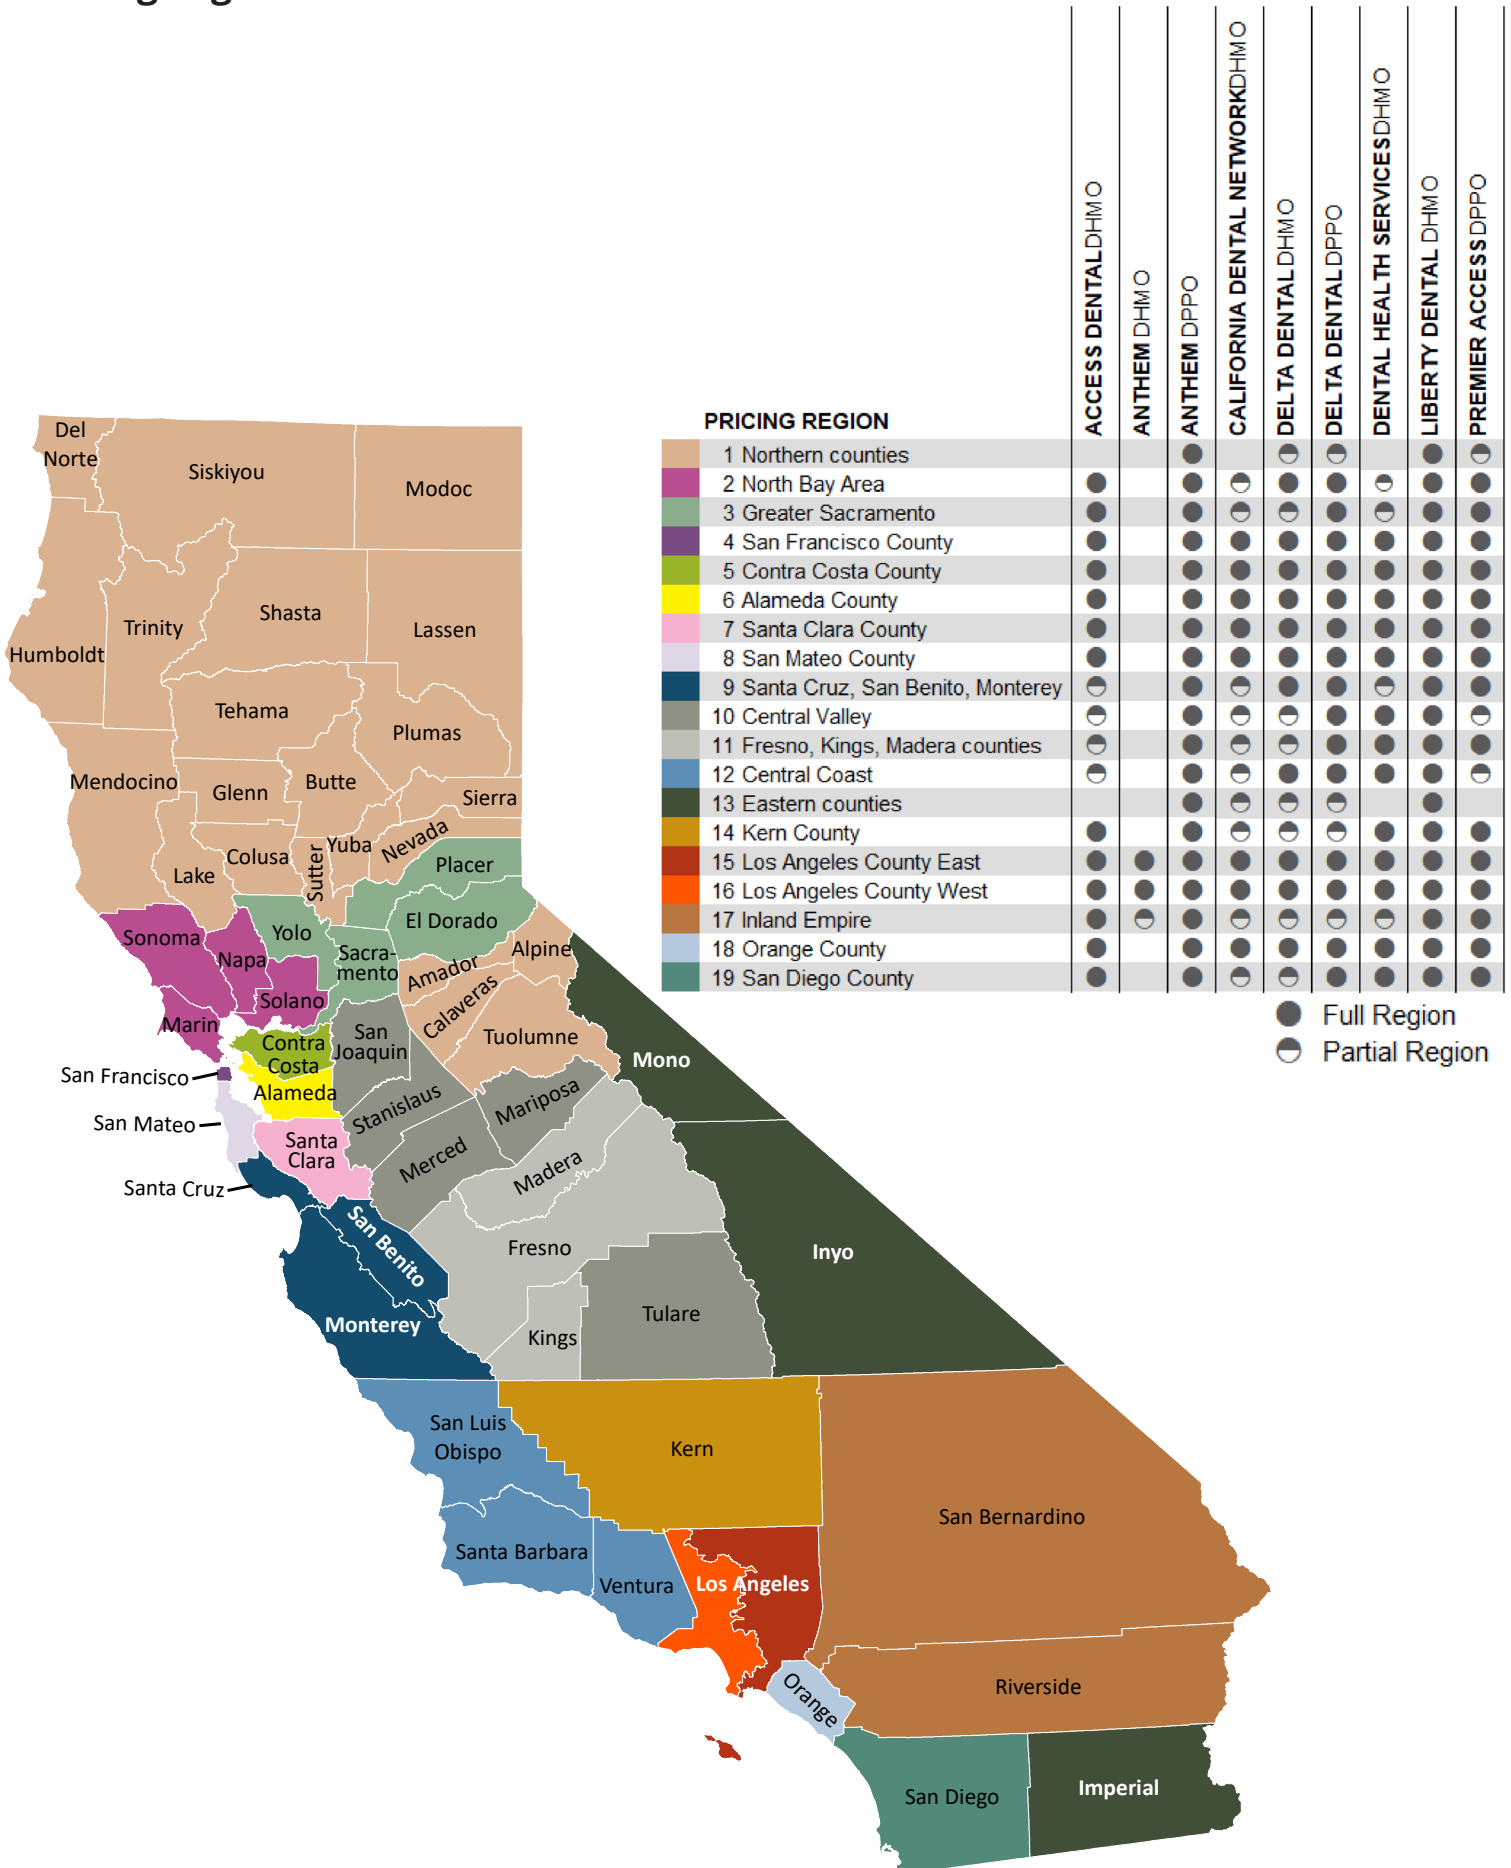 ACCESS DENTAL DHMO
ANTHEM DHMO
ANTHEM DPPO
CALIFORNIA DENTAL NETWORK DHMO
DELTA DENTAL DHMO
DELTA DENTAL DPPO
DENTAL HEALTH SERVICES DHMO
LIBERTY DENTAL DHMO
PREMIER ACCESS DPPO
PRICING REGION
1 Northern counties
2 North Bay Area
3 Greater Sacramento
4 San Francisco County
5 Contra Costa County
6 Alameda County
7 Santa Clara County
8 San Mateo County
9 Santa Cruz, San Benito, Monterey
10 Central Valley
11 Fresno, Kings, Madera counties
12 Central Coast
13 Eastern counties
14 Kern County
15 Los Angeles County East
16 Los Angeles County West
17 Inland Empire
18 Orange County
19 San Diego County
Full Region
Partial Region
Del
Norte
Siskiyou
Modoc
Humboldt
Trinity
Shasta
Lassen
Tehama
Plumas
Mendocino
Glenn
Butte
Sierra
Lake
Colusa
Sutter
Yuba
Nevada
Placer
El Dorado
Sonoma
Napa
Yolo
Sacra-
mento
Alpine
Amador
Solano
Calaveras
Marin
Contra
Costa
San
Joaquin
Tuolumne
Mono
San Francisco
Alameda
Stanislaus
Mariposa
San Mateo
Santa
Clara
Merced
Madera
Santa Cruz
San Benito
Fresno
Inyo
Monterey
Kings
Tulare
San Luis
Obispo
Kern
San Bernardino
Santa Barbara
Ventura
Los Angeles
Orange
Riverside
San Diego
Imperial